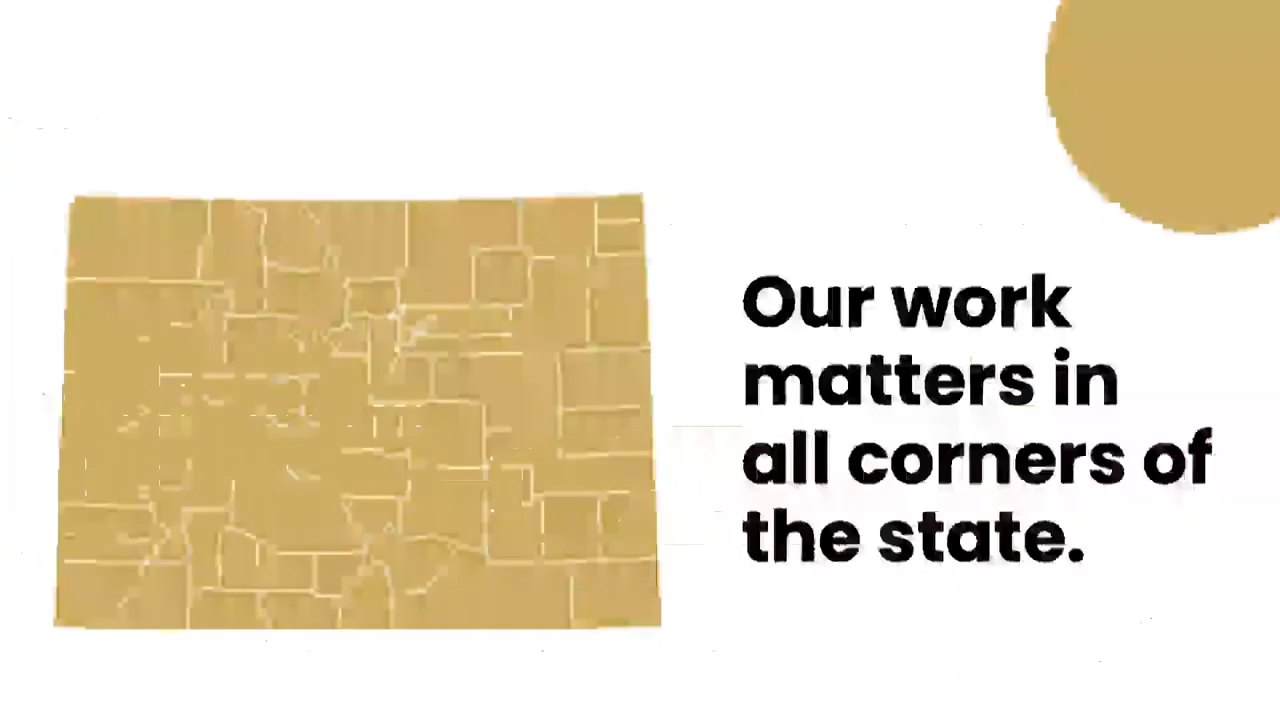 Our work
matters in
all corners of
the state.